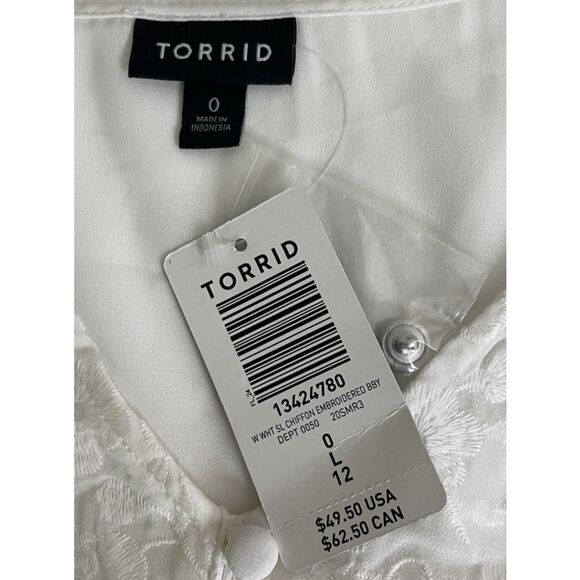 TORRID
0
MADE IN
INDONESIA
TORRID
PL_04
13424780
W WHT SL CHIFFON EMBROIDERED BBY
DEPT 0050 20SMR3
0
L
12
$49.50 USA
$62.50 CAN